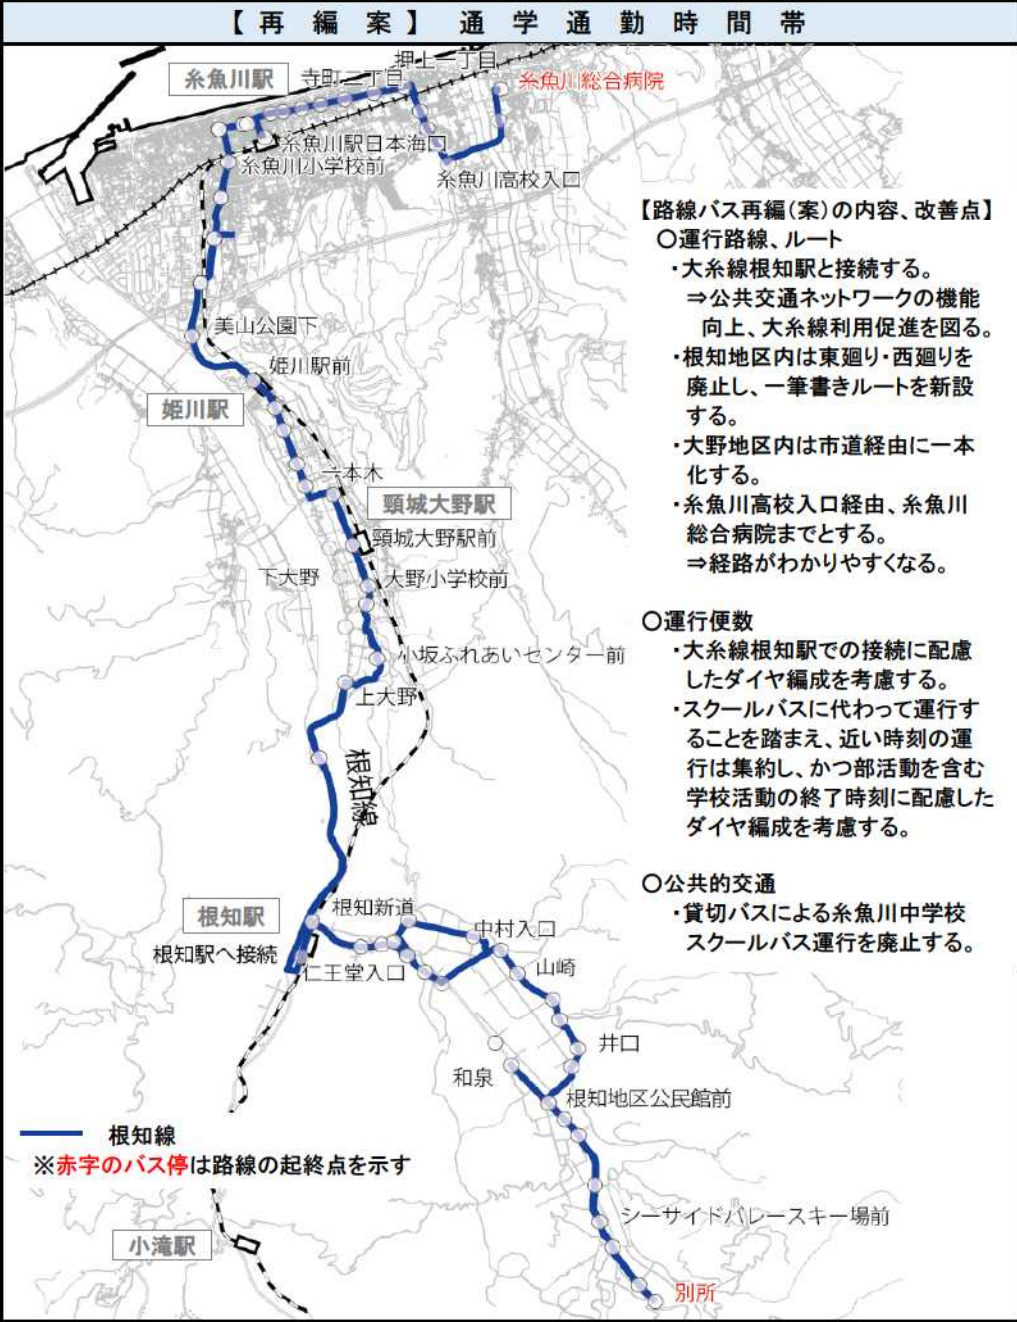 【再編案】 通学通勤時間帯
押上一丁目
糸魚川駅
寺町二丁目
糸魚川総合病院
糸魚川駅日本海口
糸魚川小学校前
糸魚川高校入口
美山公園下
姫川駅前
姫川駅
一本木
頸城大野駅
頸城大野駅前
下大野
大野小学校前
小坂ふれあいセンター前
上大野
根知線
根知駅
根知新道
中村入口
根知駅へ接続
仁王堂入口
山崎
井口
和泉
根知地区公民館前
シーサイドバレースキー場前
別所
根知線
※赤字のバス停は路線の起終点を示す
小滝駅
【路線バス再編(案)の内容、改善点】
○運行路線、ルート
・大糸線根知駅と接続する。
⇒公共交通ネットワークの機能
向上、大糸線利用促進を図る。
・根知地区内は東廻り・西廻りを
廃止し、一筆書きルートを新設
する。
・大野地区内は市道経由に一本
化する。
・糸魚川高校入口経由、糸魚川
総合病院までとする。
⇒経路がわかりやすくなる。
○運行便数
・大糸線根知駅での接続に配慮
したダイヤ編成を考慮する。
・スクールバスに代わって運行す
ることを踏まえ、近い時刻の運
行は集約し、かつ部活動を含む
学校活動の終了時刻に配慮した
ダイヤ編成を考慮する。
○公共的交通
・貸切バスによる糸魚川中学校
スクールバス運行を廃止する。